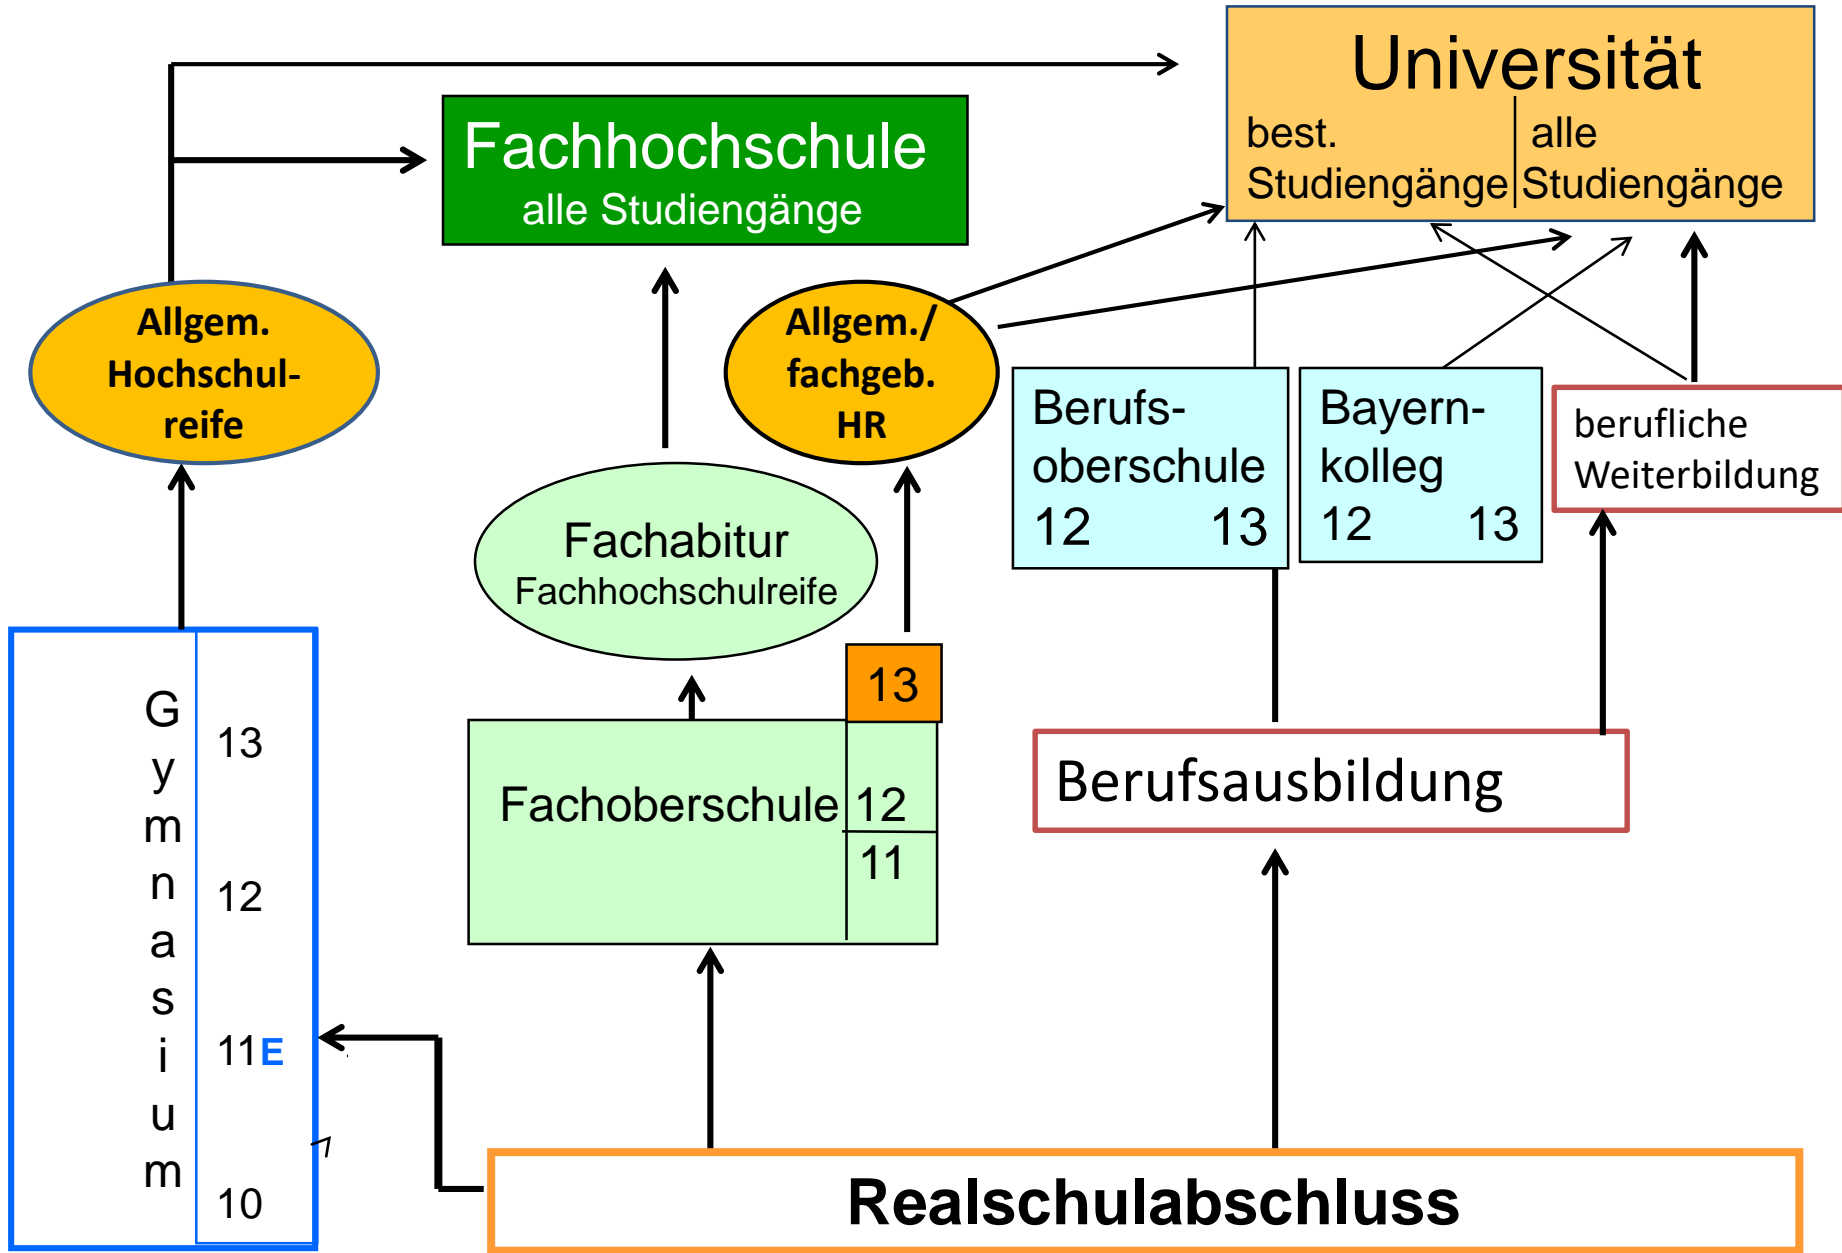 Universität
best.
Studiengänge
alle
Studiengänge
Fachhochschule
alle Studiengänge
Allgem.
Hochschul-
reife
Allgem./
fachgeb.
HR
Berufs-
oberschule
12 13
Bayern-
kolleg
12 13
berufliche
Weiterbildung
Fachabitur
Fachhochschulreife
13
Fachoberschule
12
11
Berufsausbildung
G
y
m
n
a
s
i
u
m
13
12
11E
10
Realschulabschluss